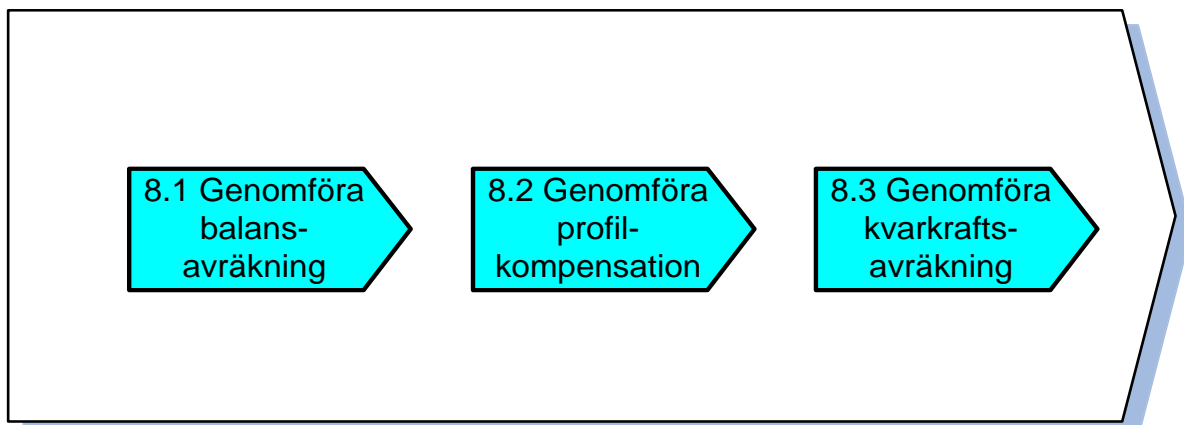 8.1 Genomföra
balans-
avräkning
8.2 Genomföra
profil-
kompensation
8.3 Genomföra
kvarkrafts-
avräkning